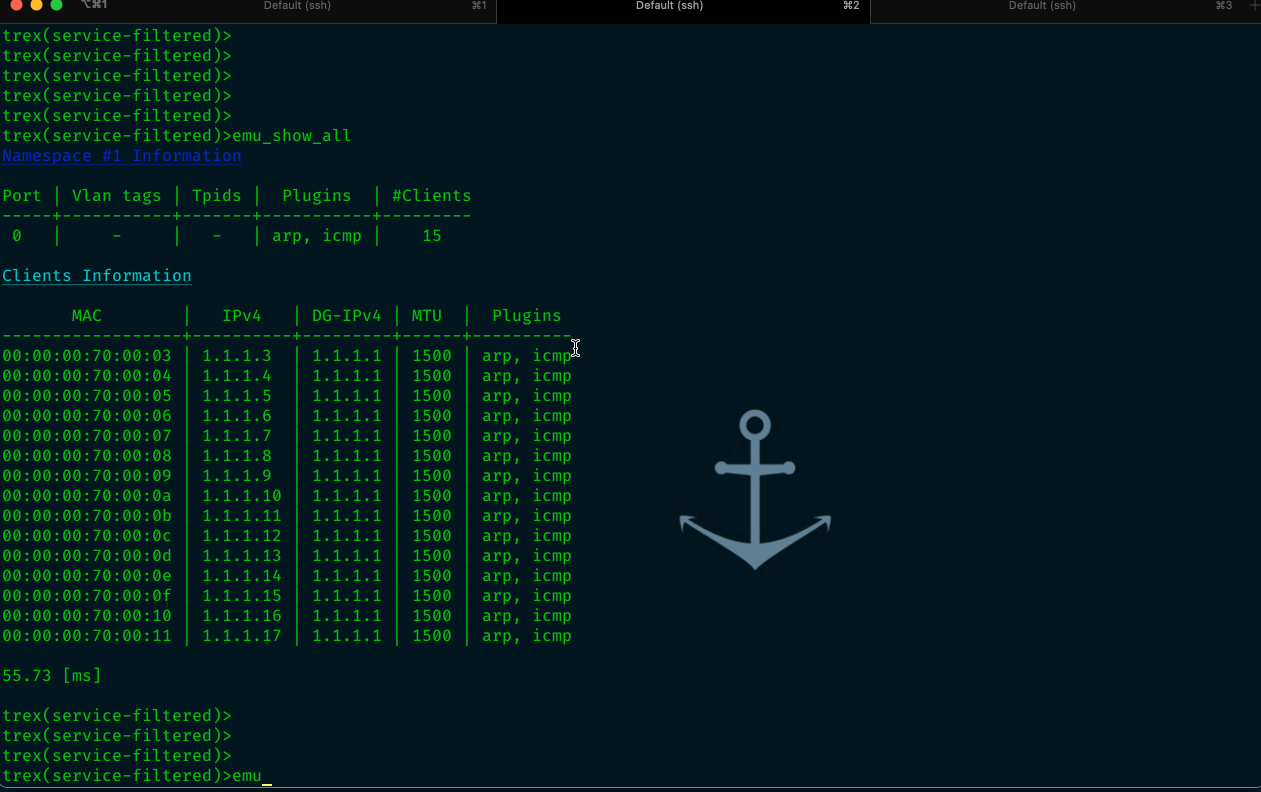 ⌥⌘1 Default (ssh) ⌘1 Default (ssh) ⌘2 Default (ssh) ⌘3 +
trex(service-filtered)>
trex(service-filtered)>
trex(service-filtered)>
trex(service-filtered)>
trex(service-filtered)>
trex(service-filtered)>emu_show_all
Namespace #1 Information
Port | Vlan tags | Tpids | Plugins | #Clients
-----+-----------+-------+-----------+---------
0 | - | - | arp, icmp | 15
Clients Information
MAC | IPv4 | DG-IPv4 | MTU | Plugins
------------------+----------+---------+------+----------
00:00:00:70:00:03 | 1.1.1.3 | 1.1.1.1 | 1500 | arp, icmp
00:00:00:70:00:04 | 1.1.1.4 | 1.1.1.1 | 1500 | arp, icmp
00:00:00:70:00:05 | 1.1.1.5 | 1.1.1.1 | 1500 | arp, icmp
00:00:00:70:00:06 | 1.1.1.6 | 1.1.1.1 | 1500 | arp, icmp
00:00:00:70:00:07 | 1.1.1.7 | 1.1.1.1 | 1500 | arp, icmp
00:00:00:70:00:08 | 1.1.1.8 | 1.1.1.1 | 1500 | arp, icmp
00:00:00:70:00:09 | 1.1.1.9 | 1.1.1.1 | 1500 | arp, icmp
00:00:00:70:00:0a | 1.1.1.10 | 1.1.1.1 | 1500 | arp, icmp
00:00:00:70:00:0b | 1.1.1.11 | 1.1.1.1 | 1500 | arp, icmp
00:00:00:70:00:0c | 1.1.1.12 | 1.1.1.1 | 1500 | arp, icmp
00:00:00:70:00:0d | 1.1.1.13 | 1.1.1.1 | 1500 | arp, icmp
00:00:00:70:00:0e | 1.1.1.14 | 1.1.1.1 | 1500 | arp, icmp
00:00:00:70:00:0f | 1.1.1.15 | 1.1.1.1 | 1500 | arp, icmp
00:00:00:70:00:10 | 1.1.1.16 | 1.1.1.1 | 1500 | arp, icmp
00:00:00:70:00:11 | 1.1.1.17 | 1.1.1.1 | 1500 | arp, icmp
55.73 [ms]
trex(service-filtered)>
trex(service-filtered)>
trex(service-filtered)>
trex(service-filtered)>emu_